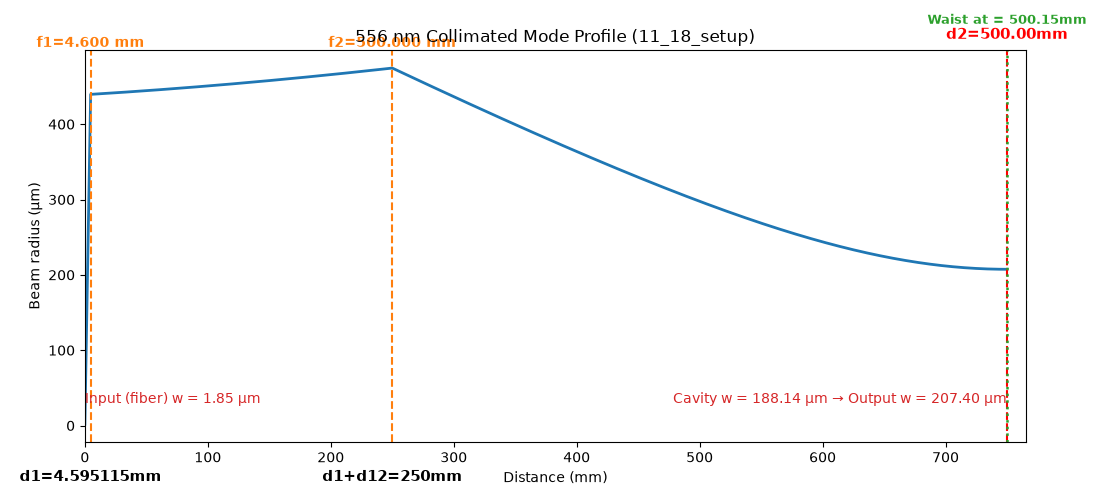 Waist at = 500.15mm
d2=500.00mm
f1=4.600 mm
f2=500.000 mm
556 nm Collimated Mode Profile (11_18_setup)
Beam radius (μm)
400
300
200
100
0
Input (fiber) w = 1.85 μm
Cavity w = 188.14 μm → Output w = 207.40 μm
0 100 200 300 400 500 600 700
d1=4.595115mm
d1+d12=250mm
Distance (mm)